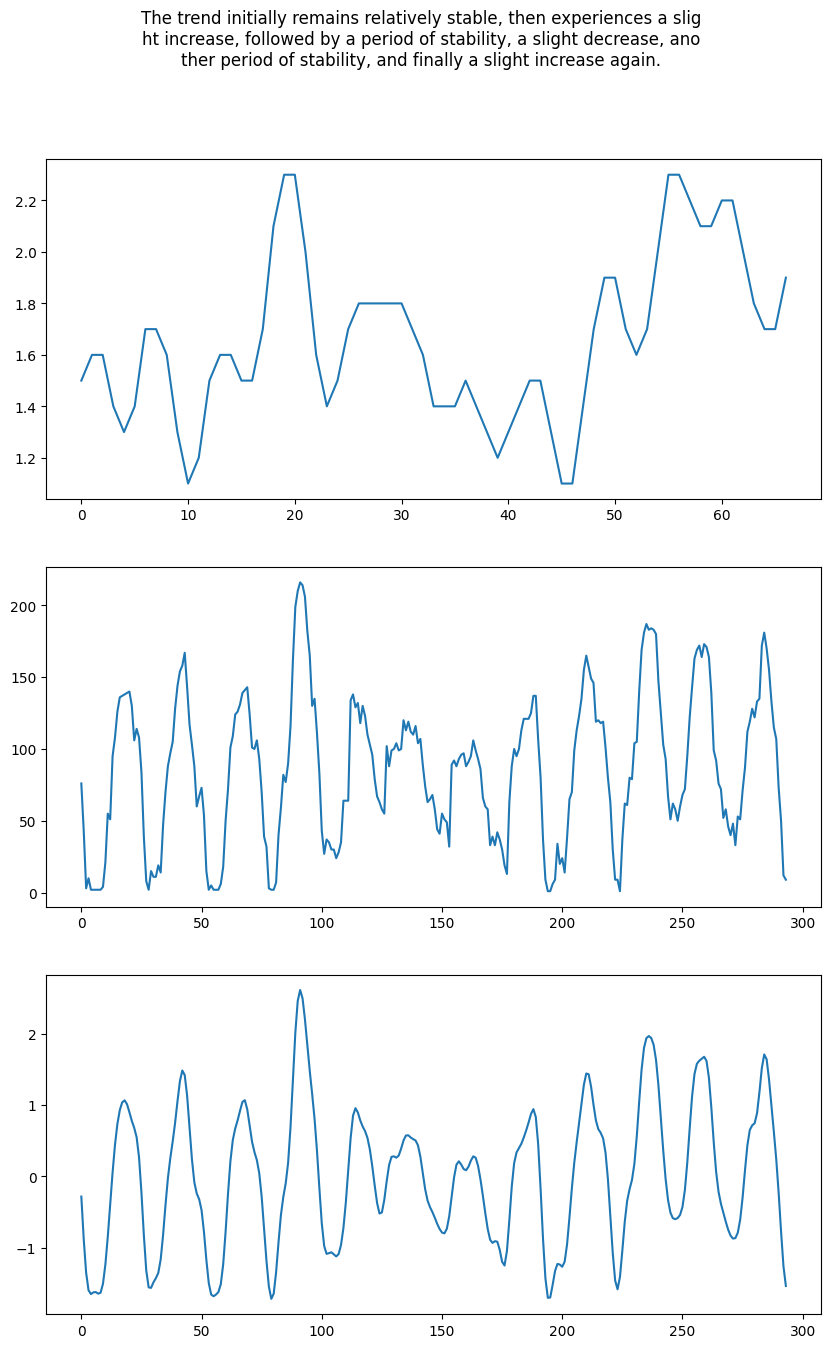 The trend initially remains relatively stable, then experiences a slig
ht increase, followed by a period of stability, a slight decrease, ano
ther period of stability, and finally a slight increase again.
2.2
2.0
1.8
1.6
1.4
1.2
0 10 20 30 40 50 60
200
150
100
50
0
0 50 100 150 200 250 300
2
1
0
−1
0 50 100 150 200 250 300